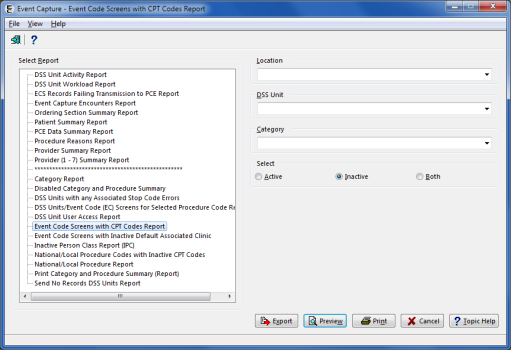 Event Capture - Event Code Screens with CPT Codes Report
File View Help
?
Select Report
DSS Unit Activity Report
DSS Unit Workload Report
ECS Records Failing Transmission to PCE Report
Event Capture Encounters Report
Ordering Section Summary Report
Patient Summary Report
PCE Data Summary Report
Procedure Reasons Report
Provider Summary Report
Provider (1 - 7) Summary Report
**************************************************
Category Report
Disabled Category and Procedure Summary
DSS Units with any Associated Stop Code Errors
DSS Units/Event Code (EC) Screens for Selected Procedure Code Re
DSS Unit User Access Report
Event Code Screens with CPT Codes Report
Event Code Screens with Inactive Default Associated Clinic
Inactive Person Class Report (IPC)
National/Local Procedure Codes with Inactive CPT Codes
National/Local Procedure Report
Print Category and Procedure Summary (Report)
Send No Records DSS Units Report
Location
DSS Unit
Category
Select
Active Inactive Both
Export Preview Print Cancel ? Topic Help